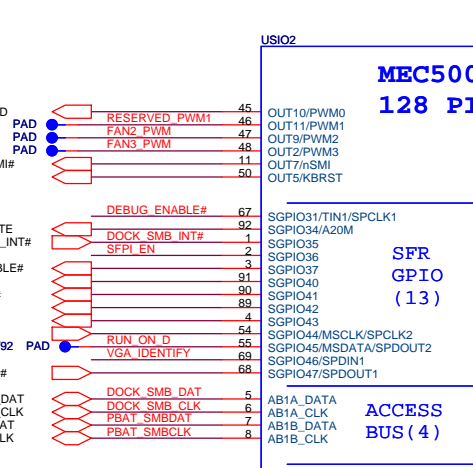 USIO2
MEC500
128 PI
D 45 OUT10/PWM0
PAD RESERVED_PWM1 46 OUT11/PWM1
PAD FAN2_PWM 47 OUT9/PWM2
PAD FAN3_PWM 48 OUT2/PWM3
MI# 11 OUT7/nSMI
50 OUT5/KBRST
DEBUG_ENABLE# 67 SGPIO31/TIN1/SPCLK1
TE 92 SGPIO34/A20M
_INT# DOCK_SMB_INT# 1 SGPIO35
SFPI_EN 2 SGPIO36
BLE# 3 SGPIO37
91 SGPIO40
90 SGPIO41
89 SGPIO42
4 SGPIO43
54 SGPIO44/MSCLK/SPCLK2
92 PAD RUN_ON_D 55 SGPIO45/MSDATA/SPDOUT2
VGA_IDENTIFY 69 SGPIO46/SPDIN1
# 68 SGPIO47/SPDOUT1
SFR
GPIO
(13)
DAT DOCK_SMB_DAT 5 AB1A_DATA
CLK DOCK_SMB_CLK 6 AB1A_CLK
AT PBAT_SMBDAT 7 AB1B_DATA
LK PBAT_SMBCLK 8 AB1B_CLK
ACCESS
BUS(4)